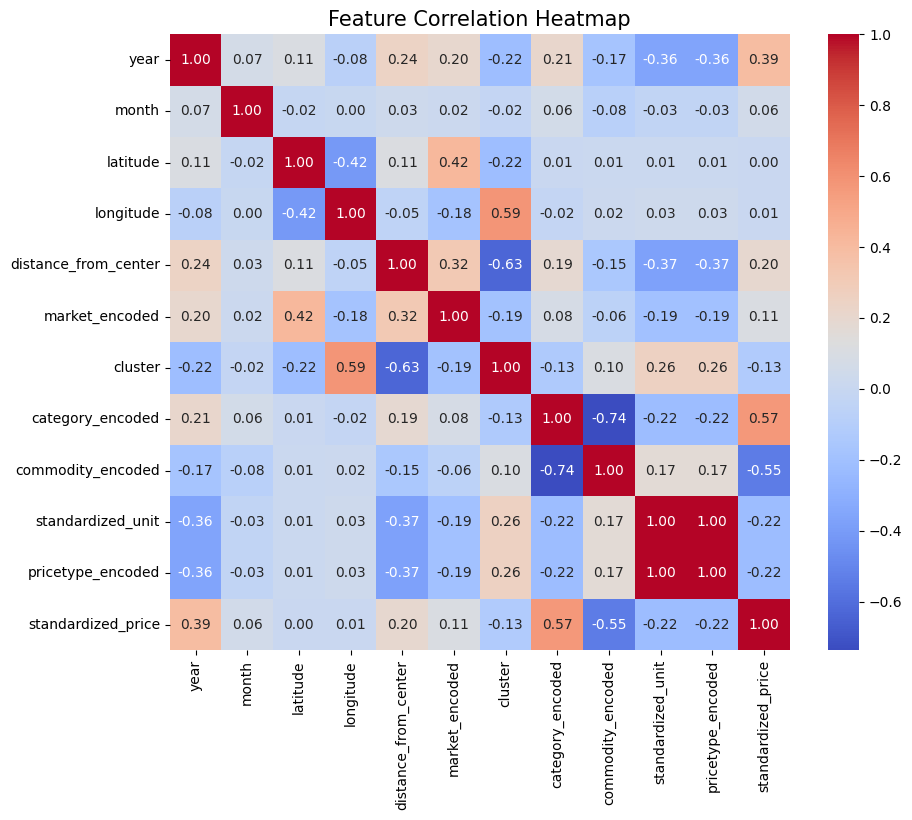 Feature Correlation Heatmap
year 1.00 0.07 0.11 -0.08 0.24 0.20 -0.22 0.21 -0.17 -0.36 -0.36 0.39
month 0.07 1.00 -0.02 0.00 0.03 0.02 -0.02 0.06 -0.08 -0.03 -0.03 0.06
latitude 0.11 -0.02 1.00 -0.42 0.11 0.42 -0.22 0.01 0.01 0.01 0.01 0.00
longitude -0.08 0.00 -0.42 1.00 -0.05 -0.18 0.59 -0.02 0.02 0.03 0.03 0.01
distance_from_center 0.24 0.03 0.11 -0.05 1.00 0.32 -0.63 0.19 -0.15 -0.37 -0.37 0.20
market_encoded 0.20 0.02 0.42 -0.18 0.32 1.00 -0.19 0.08 -0.06 -0.19 -0.19 0.11
cluster -0.22 -0.02 -0.22 0.59 -0.63 -0.19 1.00 -0.13 0.10 0.26 0.26 -0.13
category_encoded 0.21 0.06 0.01 -0.02 0.19 0.08 -0.13 1.00 -0.74 -0.22 -0.22 0.57
commodity_encoded -0.17 -0.08 0.01 0.02 -0.15 -0.06 0.10 -0.74 1.00 0.17 0.17 -0.55
standardized_unit -0.36 -0.03 0.01 0.03 -0.37 -0.19 0.26 -0.22 0.17 1.00 1.00 -0.22
pricetype_encoded -0.36 -0.03 0.01 0.03 -0.37 -0.19 0.26 -0.22 0.17 1.00 1.00 -0.22
standardized_price 0.39 0.06 0.00 0.01 0.20 0.11 -0.13 0.57 -0.55 -0.22 -0.22 1.00
year
month
latitude
longitude
distance_from_center
market_encoded
cluster
category_encoded
commodity_encoded
standardized_unit
pricetype_encoded
standardized_price
1.0
0.8
0.6
0.4
0.2
0.0
−0.2
−0.4
−0.6